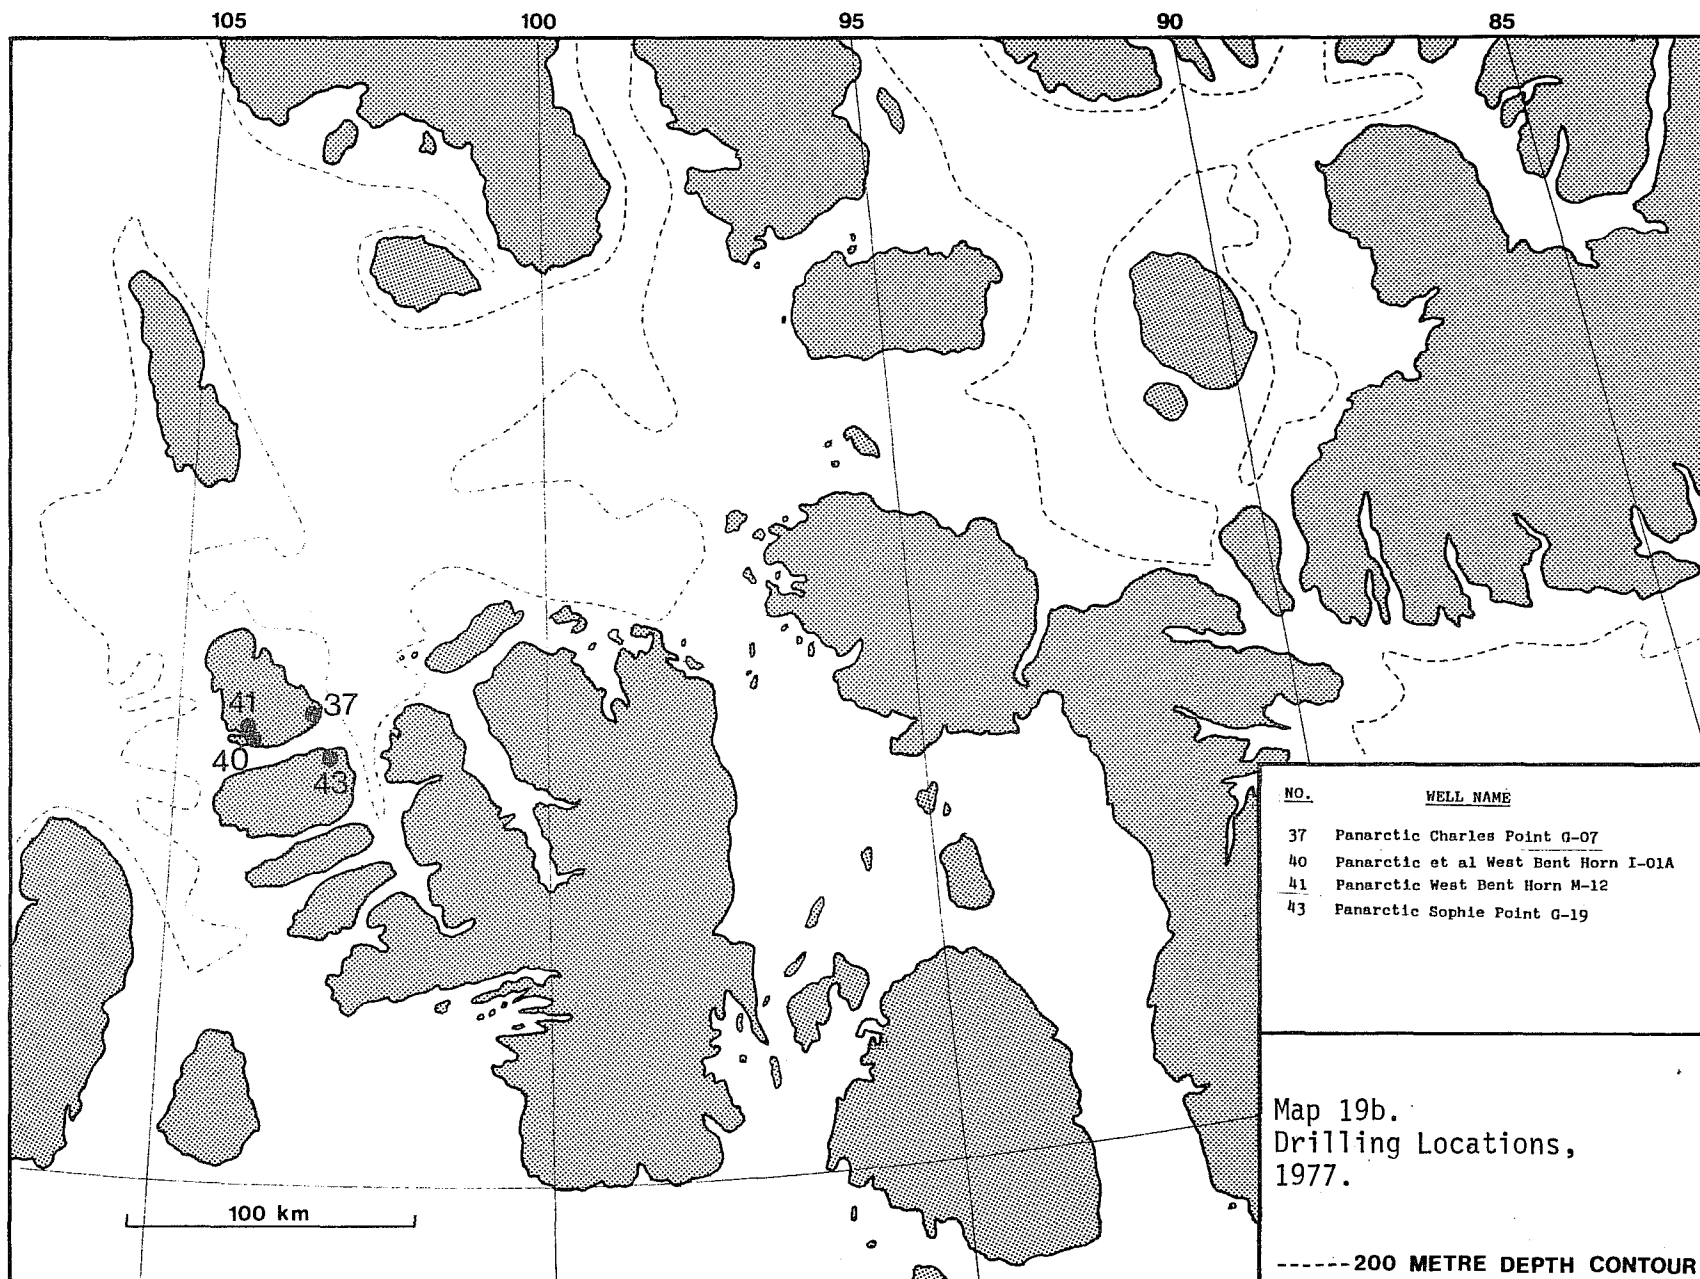 105 100 95 90 85
41
37
40
43
NO. WELL NAME
37 Panarctic Charles Point G-07
40 Panarctic et al West Bent Horn I-01A
41 Panarctic West Bent Horn M-12
43 Panarctic Sophie Point G-19
Map 19b.
Drilling Locations,
1977.
100 km
200 METRE DEPTH CONTOUR